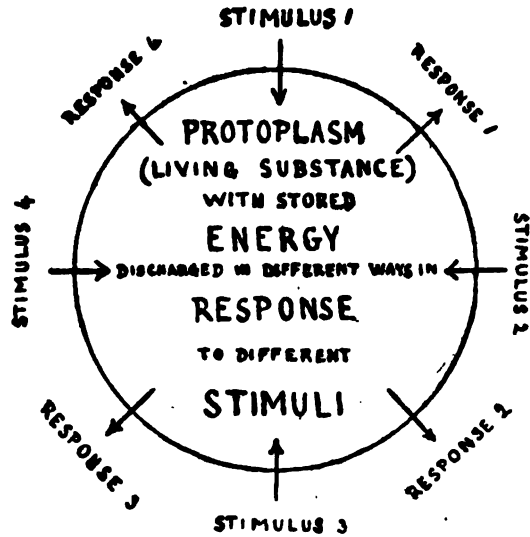 STIMULUS 1
RESPONSE 4
RESPONSE 1
PROTOPLASM
(LIVING SUBSTANCE)
WITH STORED
ENERGY
DISCHARGED IN DIFFERENT WAYS IN
RESPONSE
TO DIFFERENT
STIMULI
STIMULUS 4
STIMULUS 2
RESPONSE 3
RESPONSE 2
STIMULUS 3